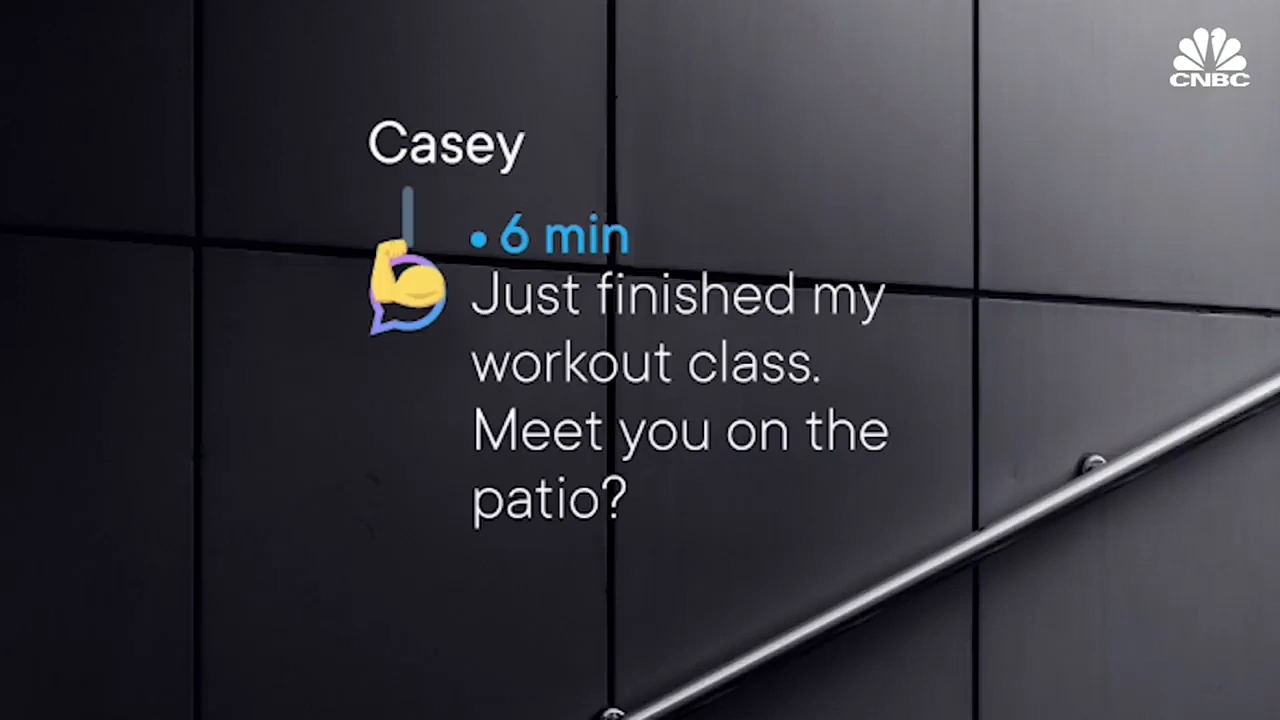 CNBC
Casey
• 6 min
Just finished my
workout class.
Meet you on the
patio?